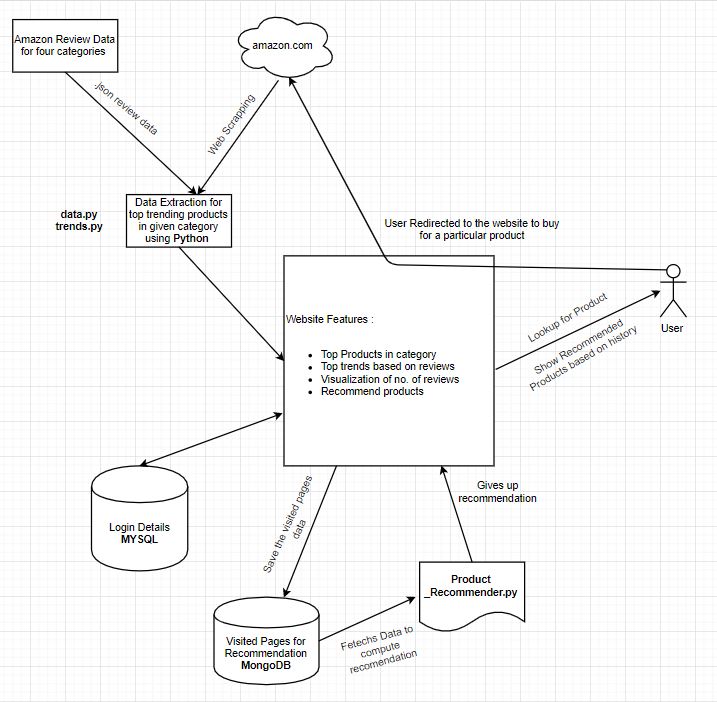 Amazon Review Data
for four categories
amazon.com
.json review data
Web Scrapping
data.py
trends.py
Data Extraction for
top trending products
in given category
using Python
User Redirected to the website to buy
for a particular product
User
Website Features :
Top Products in category
Top trends based on reviews
Visualization of no. of reviews
Recommend products
Lookup for Product
Show Recommended
Products based on history
Login Details
MYSQL
Save the visited pages
data
Gives up
recommendation
Product
_Recommender.py
Visited Pages for
Recommendation
MongoDB
Fetechs Data to
compute
recomendation